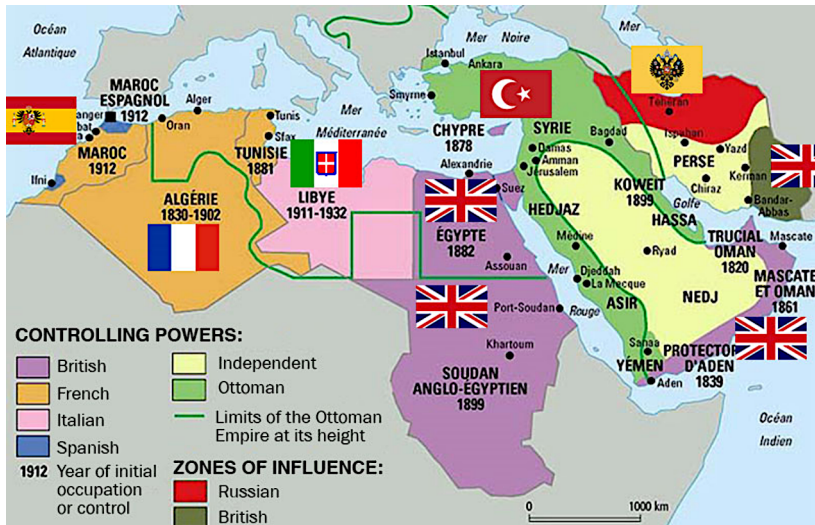 Océan
Atlantique
Mer
Mer Noire
Mer
Istanbul
Ankara
Smyrne
MAROC
ESPAGNOL
1912
Alger
Oran
Tunis
Sfax
Mer
Méditerranée
CHYPRE
1878
SYRIE
Damas
Amman
Jérusalem
Bagdad
Téhéran
Ispahan
Yazd
PERSE
Kerman
Chiraz
Bandar-
Abbas
MAROC
1912
TUNISIE
1881
Ifni
ALGÉRIE
1830-1902
LIBYE
1911-1932
Alexandrie
Suez
ÉGYPTE
1882
Assouan
HEDJAZ
KOWEIT
1899
Golfe
HASSA
TRUCIAL
OMAN
1820
Mascate
MASCATE
ET OMAN
1861
Médine
Ryad
Mer
Rouge
Djeddah
La Mecque
NEDJ
ASIR
Port-Soudan
Khartoum
SOUDAN
ANGLO-ÉGYPTIEN
1899
Sanaa
YÉMEN
Aden
PROTECTOR
D'ADEN
1839
Océan
Indien
CONTROLLING POWERS:
British
French
Italian
Spanish
1912 Year of initial
occupation
or control
Independent
Ottoman
Limits of the Ottoman
Empire at its height
ZONES OF INFLUENCE:
Russian
British
0 1000 km